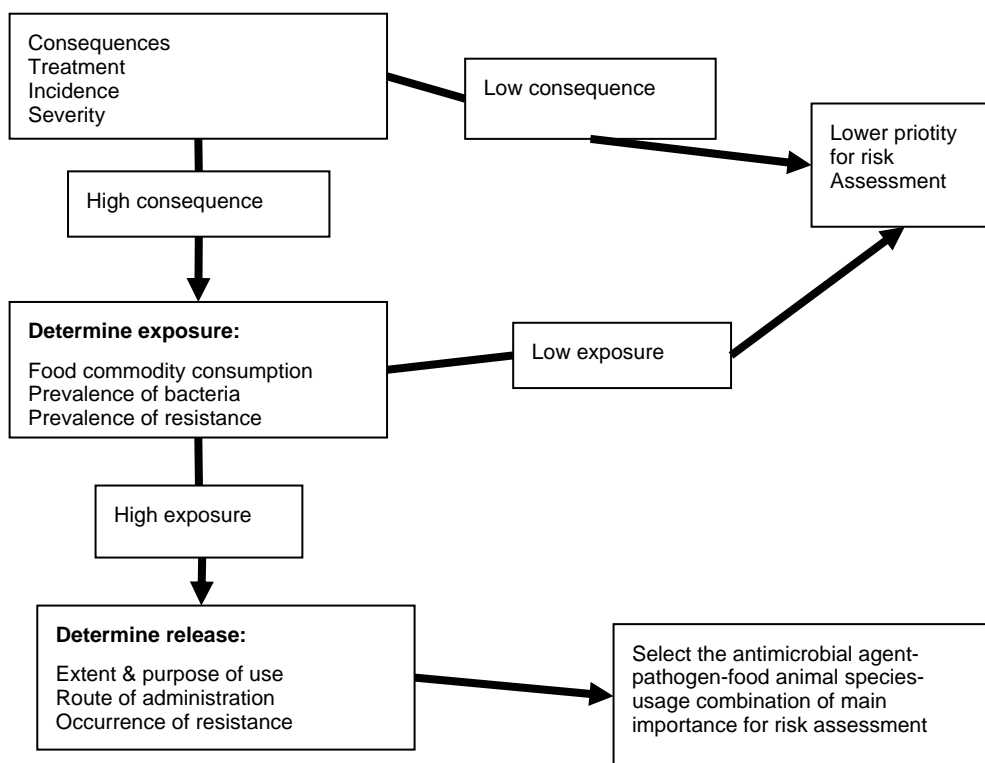 Consequences
Treatment
Incidence
Severity
Low consequence
Lower priotity
for risk
Assessment
High consequence
Determine exposure:
Food commodity consumption
Prevalence of bacteria
Prevalence of resistance
Low exposure
High exposure
Determine release:
Extent & purpose of use
Route of administration
Occurrence of resistance
Select the antimicrobial agent-
pathogen-food animal species-
usage combination of main
importance for risk assessment